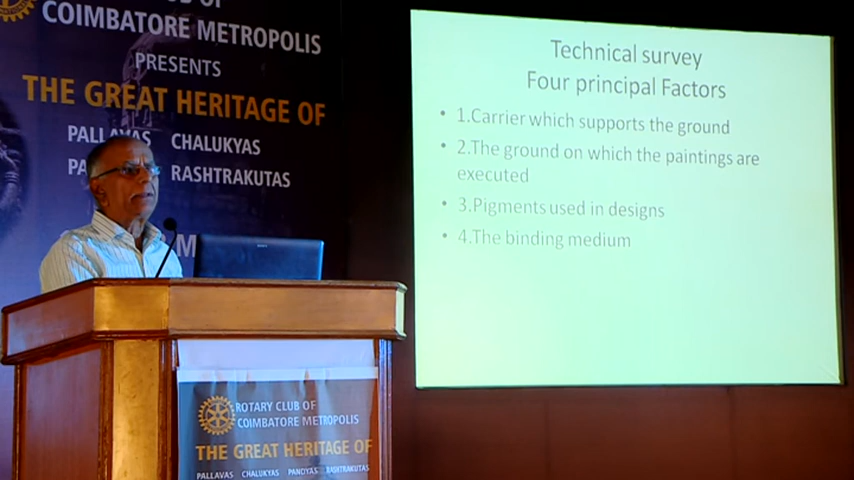 CLUB OF
COIMBATORE METROPOLIS
PRESENTS
THE GREAT HERITAGE OF
PALLAVAS CHALUKYAS
RASHTRAKUTAS
Technical survey
Four principal Factors
• 1.Carrier which supports the ground
• 2.The ground on which the paintings are
executed
• 3.Pigments used in designs
• 4.The binding medium
ROTARY CLUB OF
COIMBATORE METROPOLIS
THE GREAT HERITAGE OF
PALLAVAS CHALUKYAS PANDYAS RASHTRAKUTAS